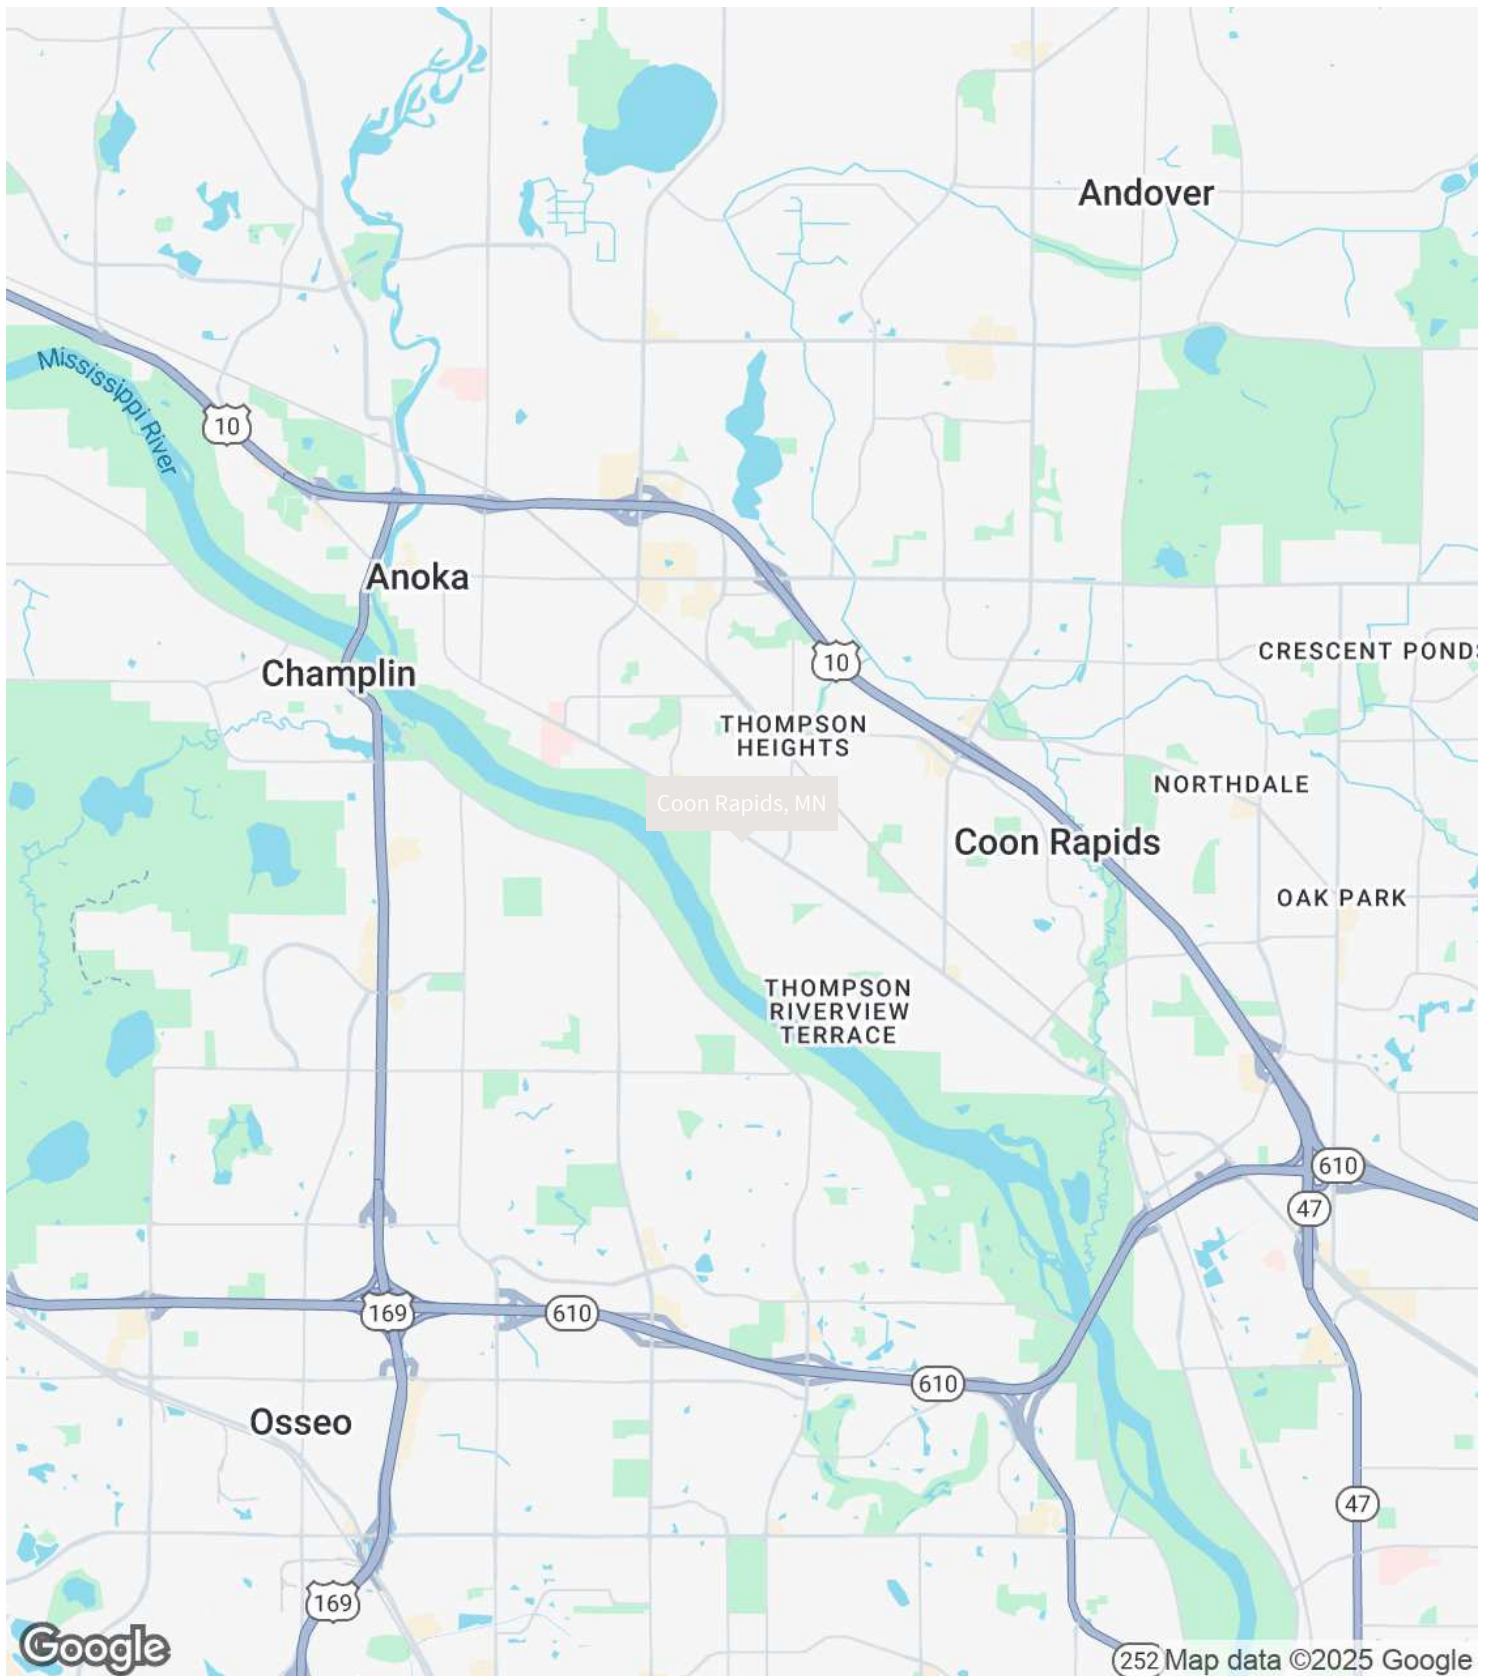 Andover
Mississippi River
10
Anoka
10
CRESCENT POND
Champlin
THOMPSON
HEIGHTS
NORTHDALE
Coon Rapids, MN
Coon Rapids
OAK PARK
THOMPSON
RIVERVIEW
TERRACE
610
47
169
610
610
Osseo
47
169
Google
252
Map data ©2025 Google